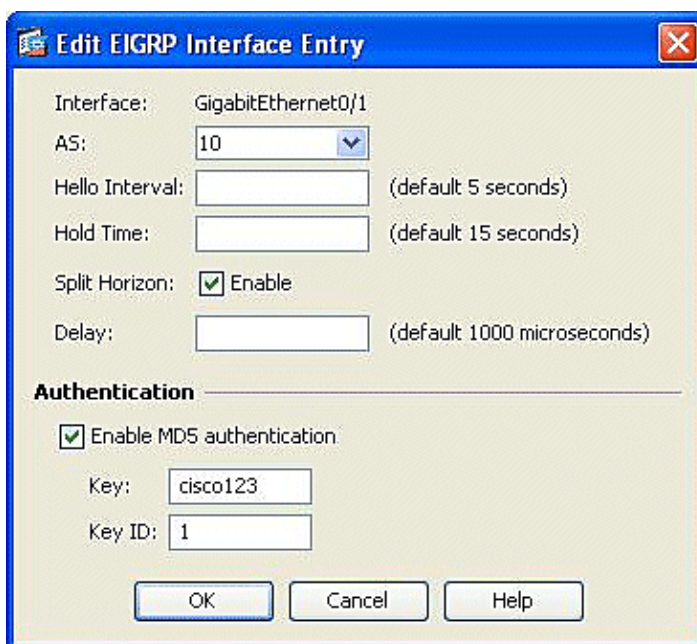 Edit EIGRP Interface Entry
Interface: GigabitEthernet0/1
AS: 10
Hello Interval: (default 5 seconds)
Hold Time: (default 15 seconds)
Split Horizon: Enable
Delay: (default 1000 microseconds)
Authentication
Enable MD5 authentication
Key: cisco123
Key ID: 1
OK Cancel Help